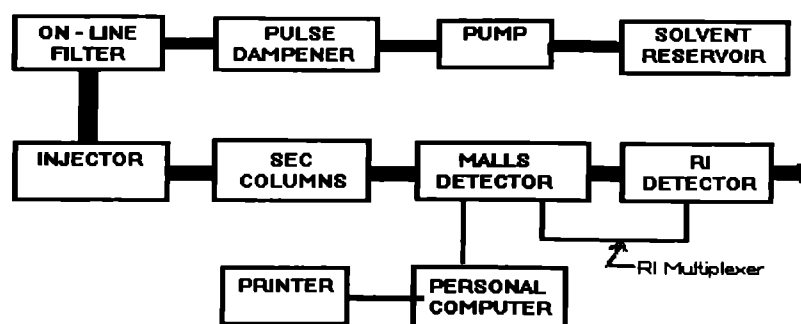 ON - LINE
FILTER
PULSE
DAMPENER
PUMP
SOLVENT
RESERVOIR
INJECTOR
SEC
COLUMNS
MALLS
DETECTOR
RI
DETECTOR
RI Multiplexer
PRINTER
PERSONAL
COMPUTER